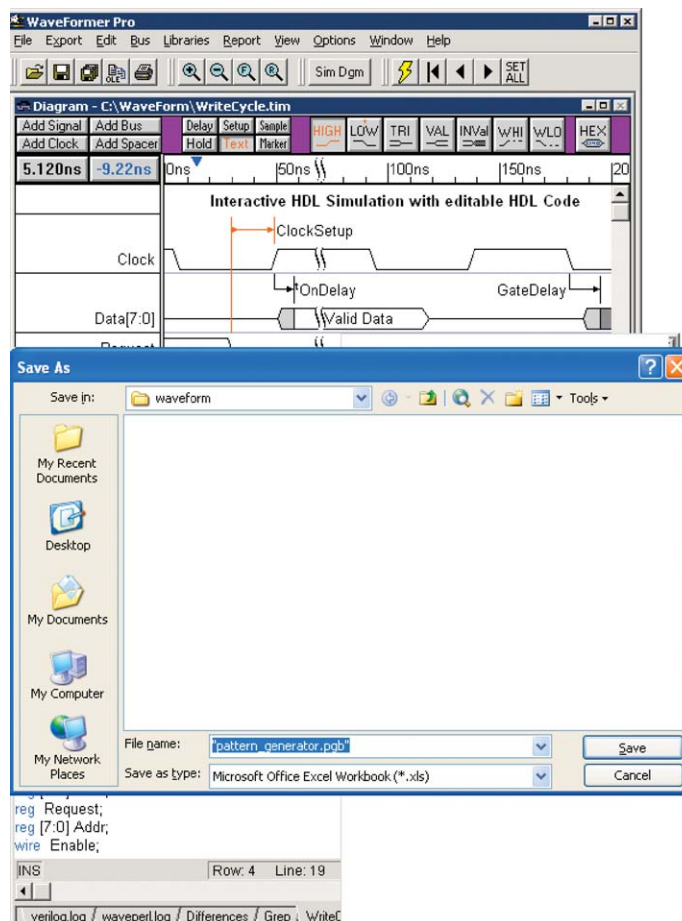 WaveFormer Pro
File Export Edit Bus Libraries Report View Options Window Help
Sim Dgm SET ALL
Diagram - C:\WaveForm\WriteCycle.tim
Add Signal Add Bus Delay Setup Sample HIGH LOW TRI VAL INVal WHI WLO HEX
Add Clock Add Spacer Hold Text Marker
5.120ns -9.22ns 0ns 50ns 100ns 150ns 20
Interactive HDL Simulation with editable HDL Code
ClockSetup
Clock
tOnDelay GateDelay
Data[7:0] Valid Data
Save As
Save in: waveform Tools
My Recent
Documents
Desktop
My Documents
My Computer
My Network
Places
File name: "pattern_generator.pgb" Save
Save as type: Microsoft Office Excel Workbook (*.xls) Cancel
reg Request;
reg [7:0] Addr;
wire Enable;
INS Row: 4 Line: 19
verilog.log / waveperl.log / Differences / Grep WriteC